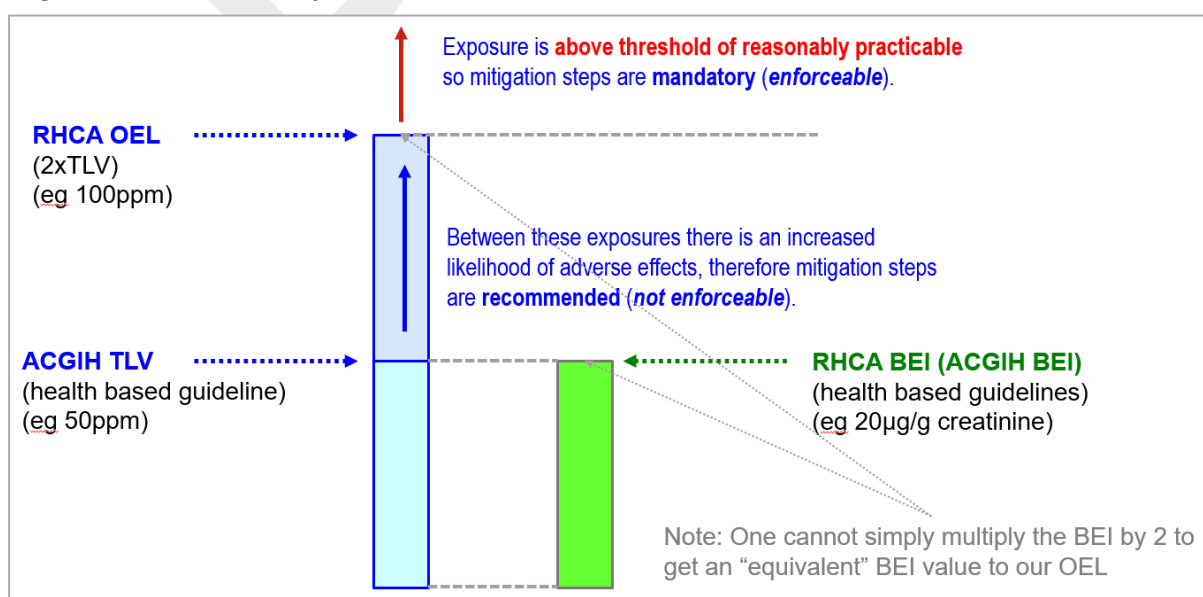 Exposure is above threshold of reasonably practicable
so mitigation steps are mandatory (enforceable).
RHCA OEL
(2xTLV)
(eg 100ppm)
Between these exposures there is an increased
likelihood of adverse effects, therefore mitigation steps
are recommended (not enforceable).
ACGIH TLV
(health based guideline)
(eg 50ppm)
RHCA BEI (ACGIH BEI)
(health based guidelines)
(eg 20µg/g creatinine)
Note: One cannot simply multiply the BEI by 2 to
get an “equivalent” BEI value to our OEL